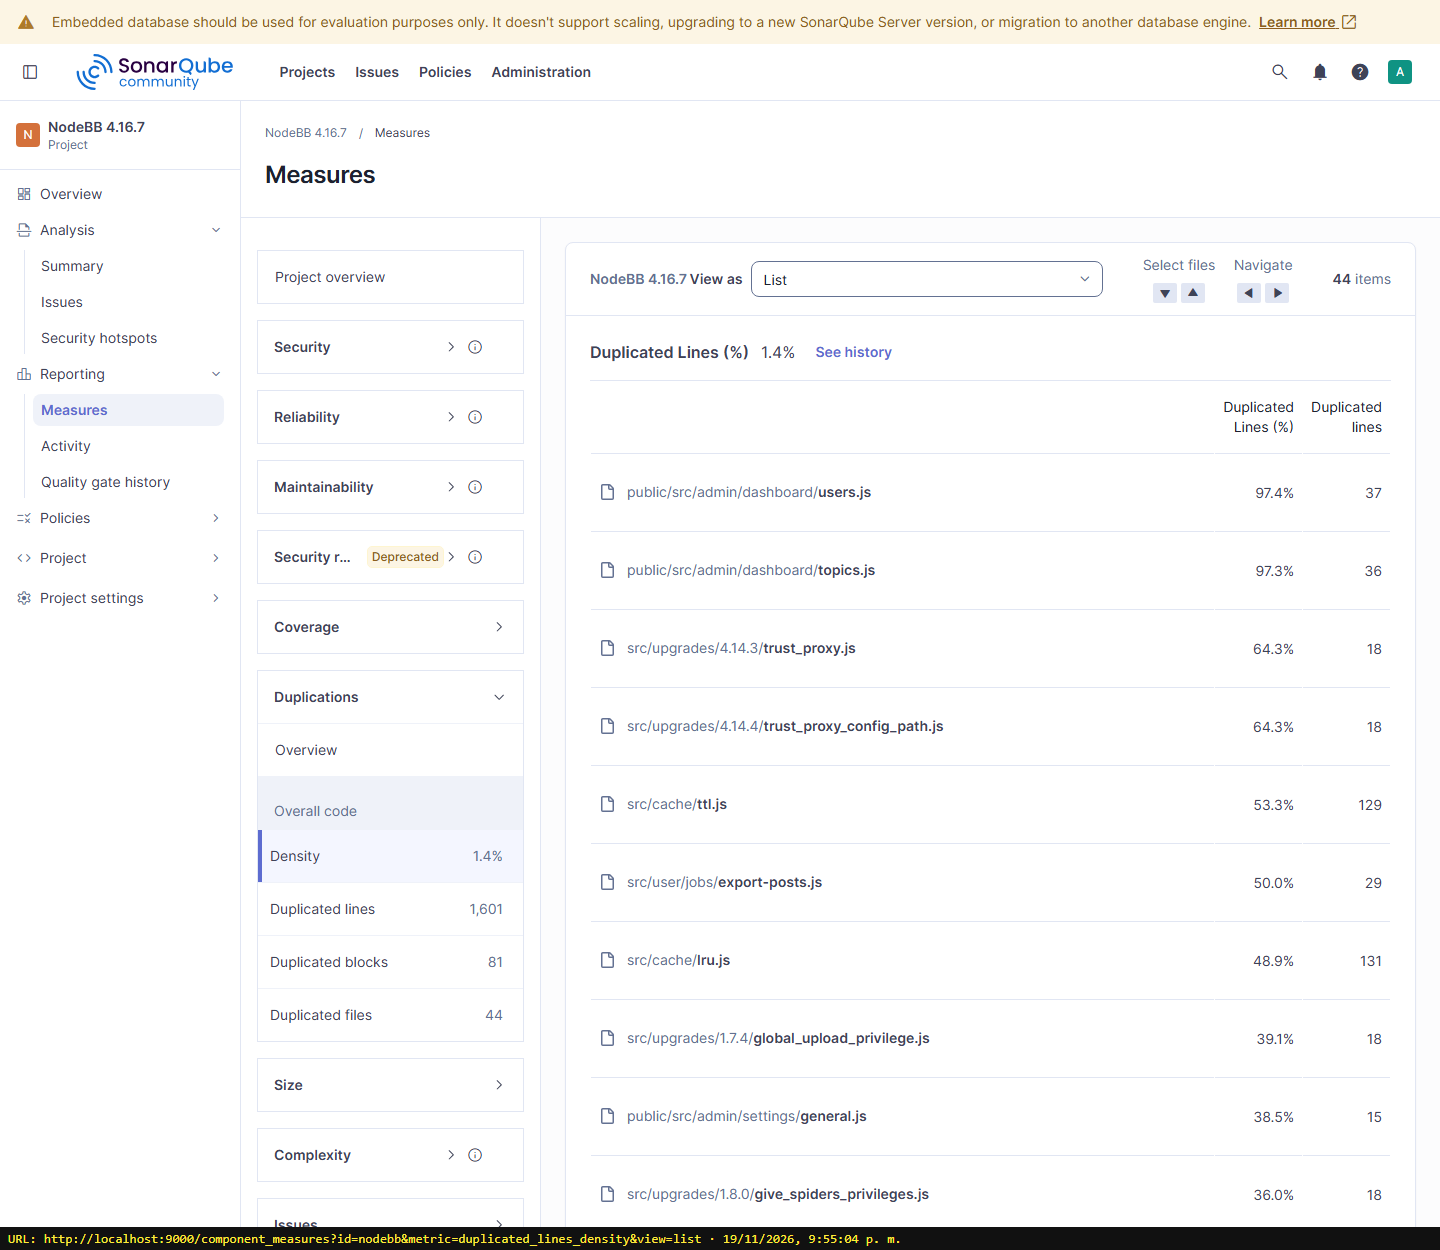 Embedded database should be used for evaluation purposes only. It doesn't support scaling, upgrading to a new SonarQube Server version, or migration to another database engine. Learn more
SonarQube community
Projects Issues Policies Administration
A
N
NodeBB 4.16.7
Project
Overview
Analysis
Summary
Issues
Security hotspots
Reporting
Measures
Activity
Quality gate history
Policies
Project
Project settings
NodeBB 4.16.7 / Measures
Measures
Project overview
Security
Reliability
Maintainability
Security r... Deprecated
Coverage
Duplications
Overview
Overall code
Density 1.4%
Duplicated lines 1,601
Duplicated blocks 81
Duplicated files 44
Size
Complexity
Issues
NodeBB 4.16.7 View as List
Select files
Navigate
44 items
Duplicated Lines (%) 1.4% See history
Duplicated Lines (%)
Duplicated lines
public/src/admin/dashboard/users.js 97.4% 37
public/src/admin/dashboard/topics.js 97.3% 36
src/upgrades/4.14.3/trust_proxy.js 64.3% 18
src/upgrades/4.14.4/trust_proxy_config_path.js 64.3% 18
src/cache/ttl.js 53.3% 129
src/user/jobs/export-posts.js 50.0% 29
src/cache/lru.js 48.9% 131
src/upgrades/1.7.4/global_upload_privilege.js 39.1% 18
public/src/admin/settings/general.js 38.5% 15
src/upgrades/1.8.0/give_spiders_privileges.js 36.0% 18
URL: http://localhost:9000/component_measures?id=nodebb&metric=duplicated_lines_density&view=list · 19/11/2026, 9:55:04 p. m.